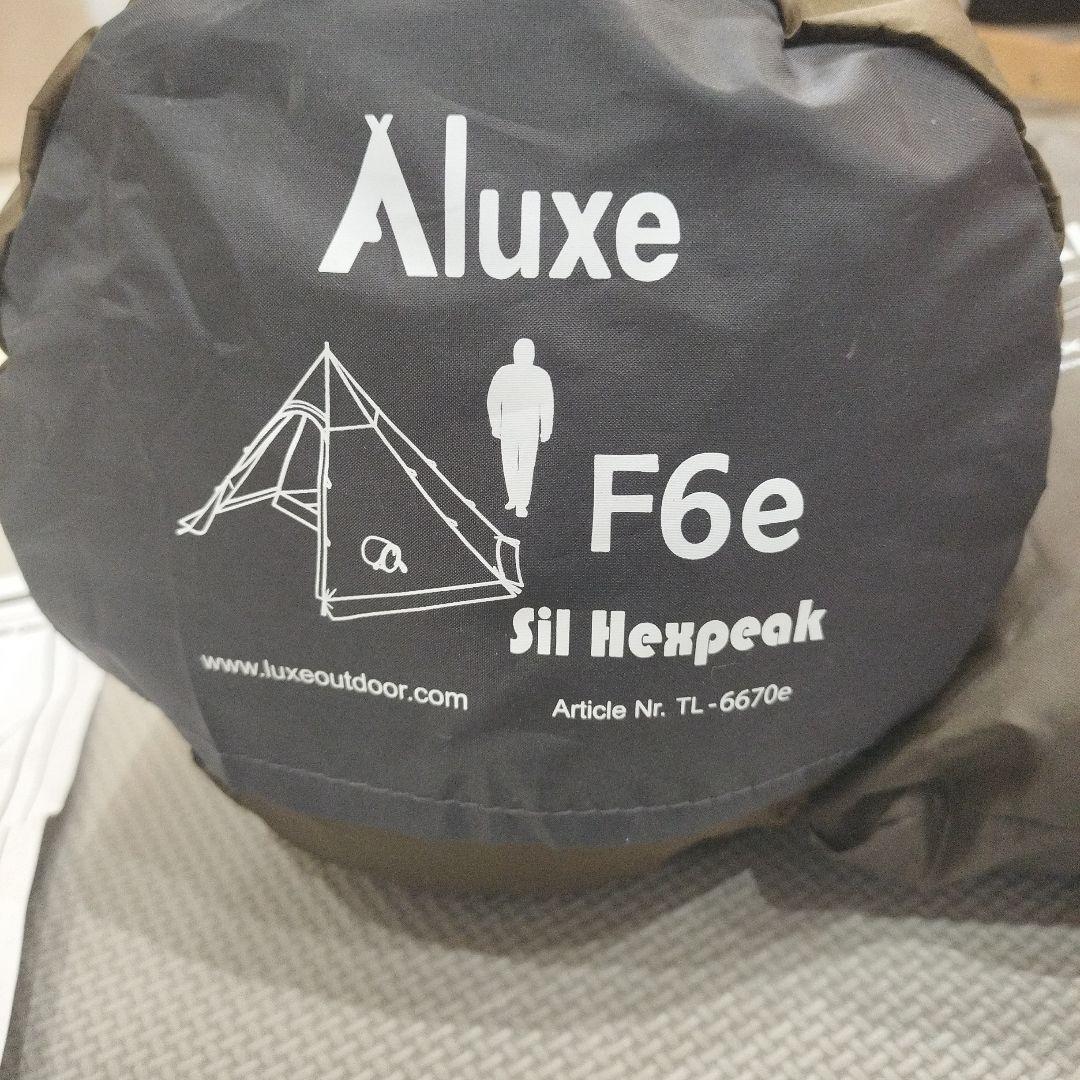 Aluxe
F6e
Sil Hexpeak
www.luxeoutdoor.com
Article Nr. TL-6670e